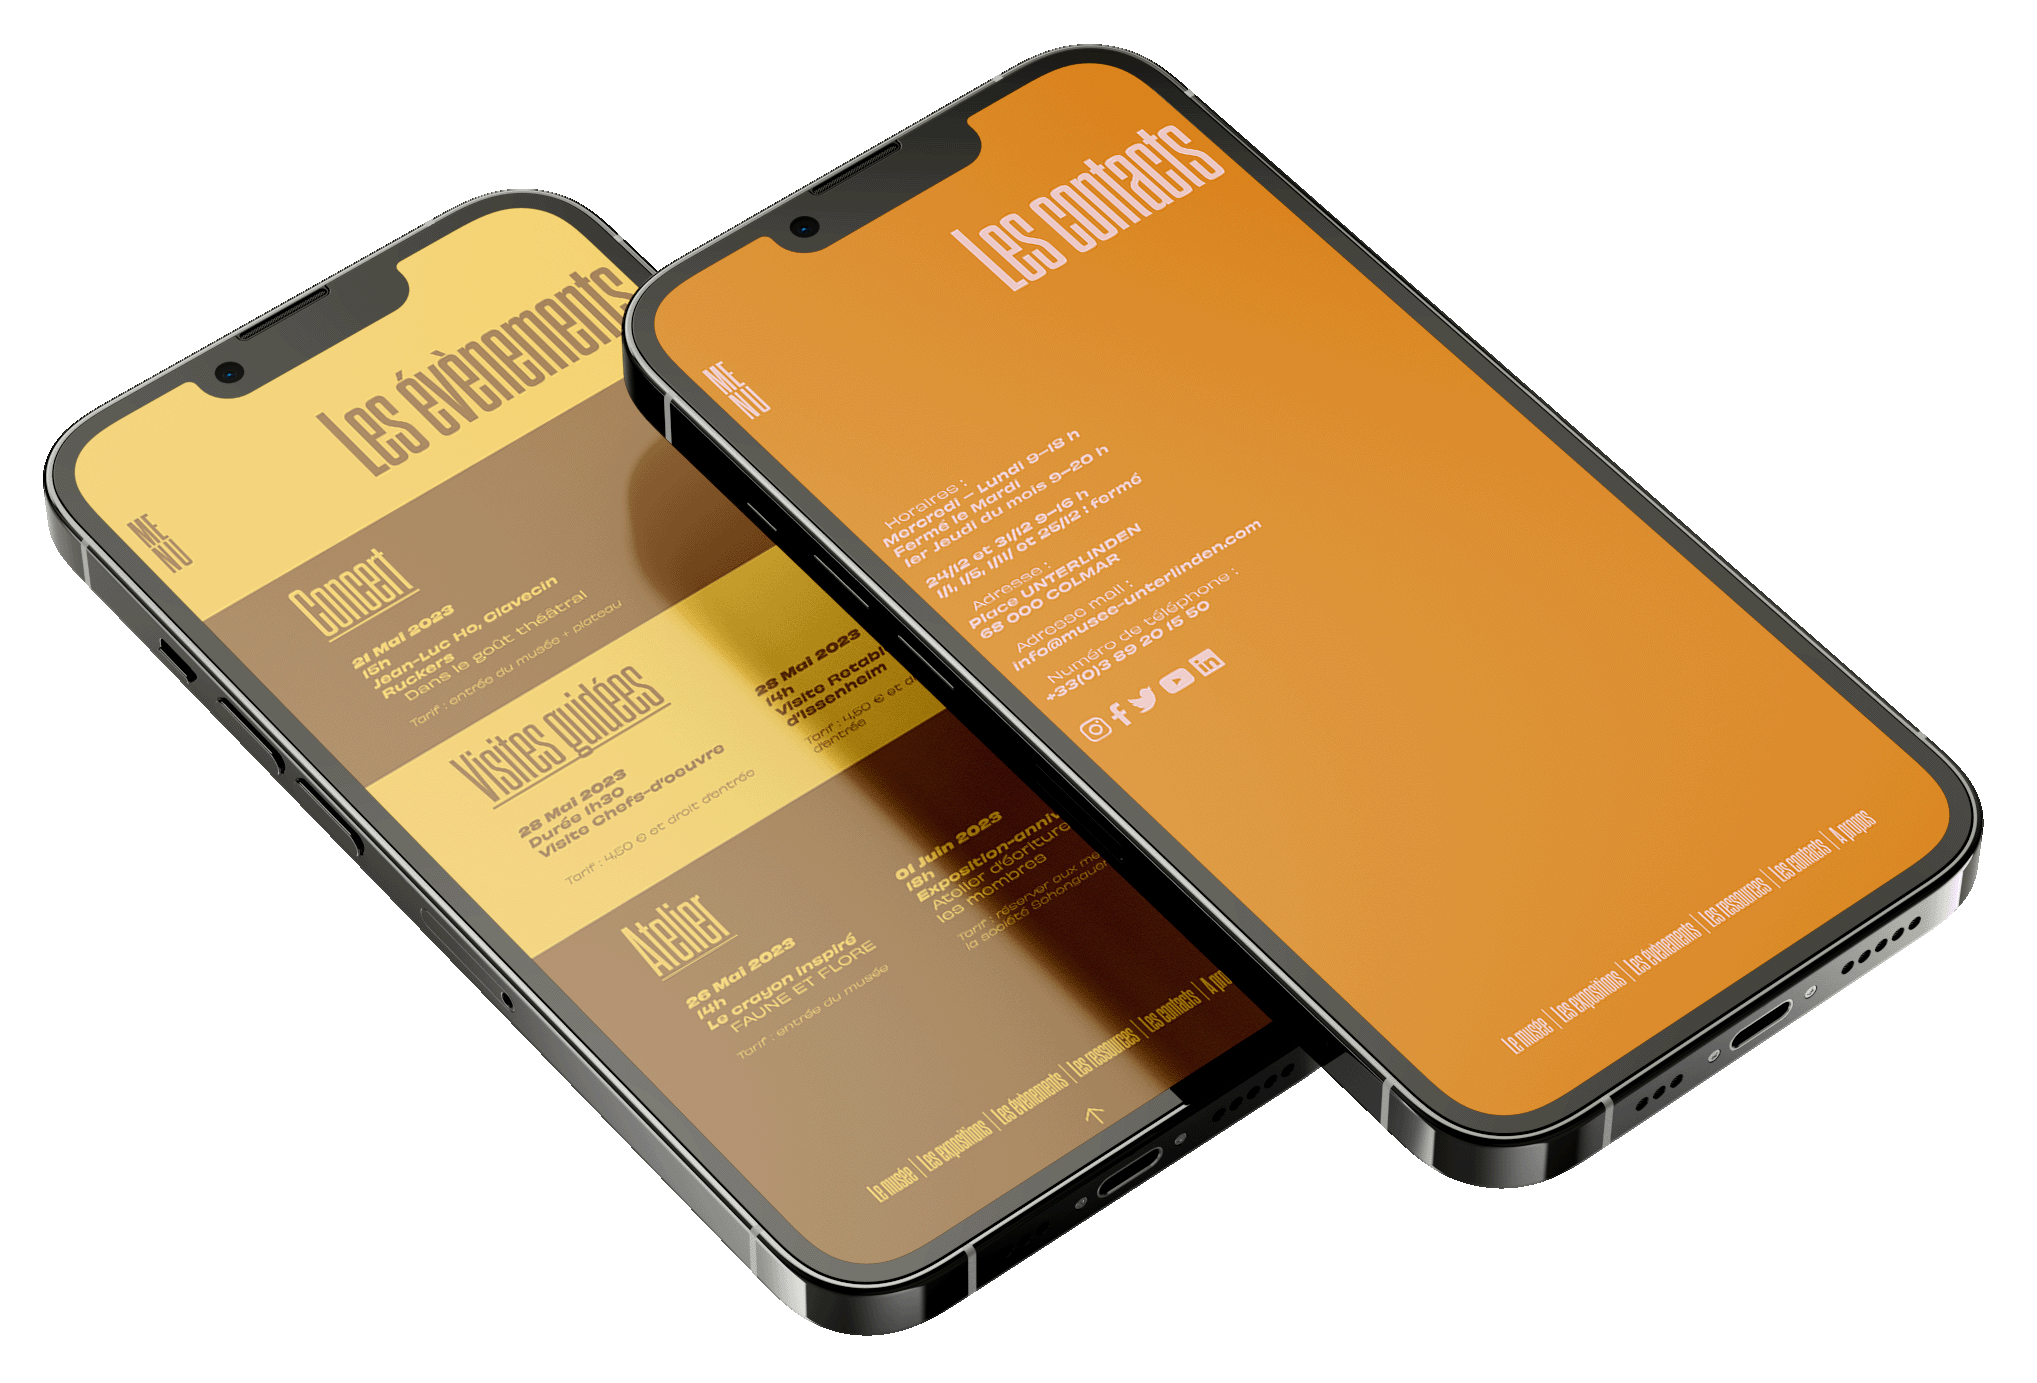 Les évènements
ME
NU
Concert
21 Mai 2023
15h
Jean-Luc Ho, Clavecin
Ruckers
Dans le goût théâtral
Tarif : entrée du musée + plateau
Visites guidées
28 Mai 2023
Durée 1h30
Visite Chefs-d'oeuvre
Tarif : 4,50 € et droit d'entrée
28 Mai 2023
14h
Visite Retabl
d'Issenheim
Tarif : 4,50 € et d
d'entrée
Atelier
26 Mai 2023
14h
Le crayon inspiré
FAUNE ET FLORE
Tarif : entrée du musée
01 Juin 2023
18h
Exposition-anniv
Atelier d'écriture
les membres
Tarif : réserver aux me
la société Schongau
Le musée | Les expositions | Les évènements | Les ressources | Les contacts | A pro
Les contacts
ME
NU
Horaires :
Mercredi – Lundi 9–18 h
Fermé le Mardi
1er Jeudi du mois 9–20 h
24/12 et 31/12 9–16 h
1/1, 1/5, 1/11/ et 25/12 : fermé
Adresse :
Place UNTERLINDEN
68 000 COLMAR
Adresse mail :
info@musee-unterlinden.com
Numéro de téléphone :
+33(0)3 89 20 15 50
Le musée | Les expositions | Les évènements | Les ressources | Les contacts | A propos